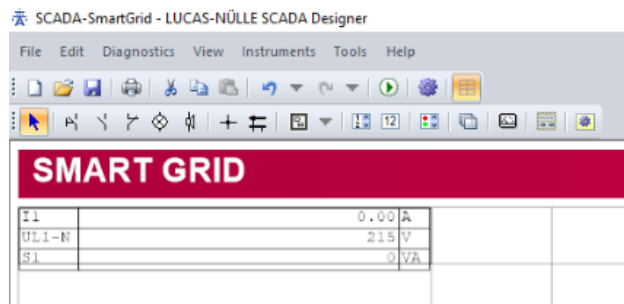 SCADA-SmartGrid - LUCAS-NÜLLE SCADA Designer
File Edit Diagnostics View Instruments Tools Help
12
SMART GRID
I1 0.00 A
UL1-N 215 V
S1 0 VA